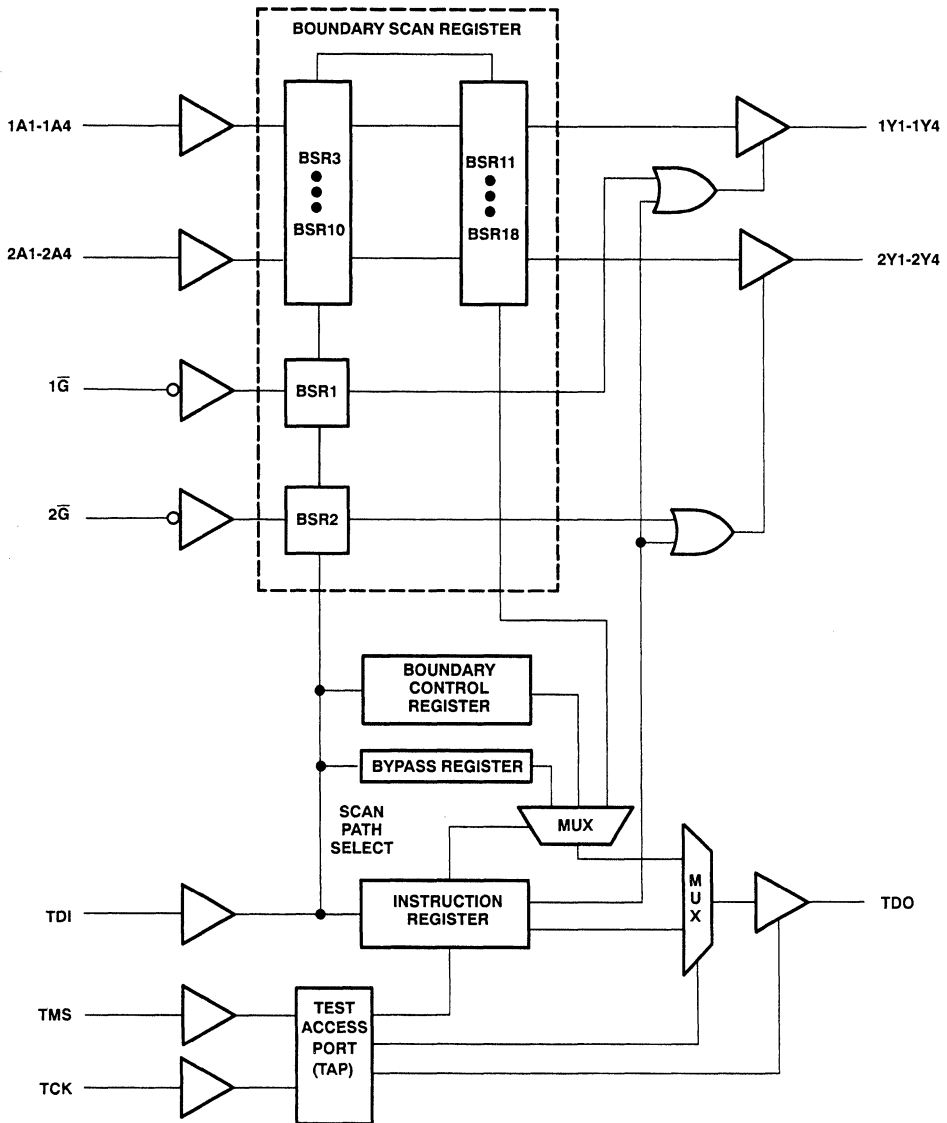 BOUNDARY SCAN REGISTER
1A1-1A4
1Y1-1Y4
BSR3
BSR10
BSR11
BSR18
2A1-2A4
2Y1-2Y4
1G̅
BSR1
2G̅
BSR2
BOUNDARY
CONTROL
REGISTER
BYPASS REGISTER
SCAN
PATH
SELECT
MUX
INSTRUCTION
REGISTER
MUX
TDI
TDO
TMS
TEST
ACCESS
PORT
(TAP)
TCK